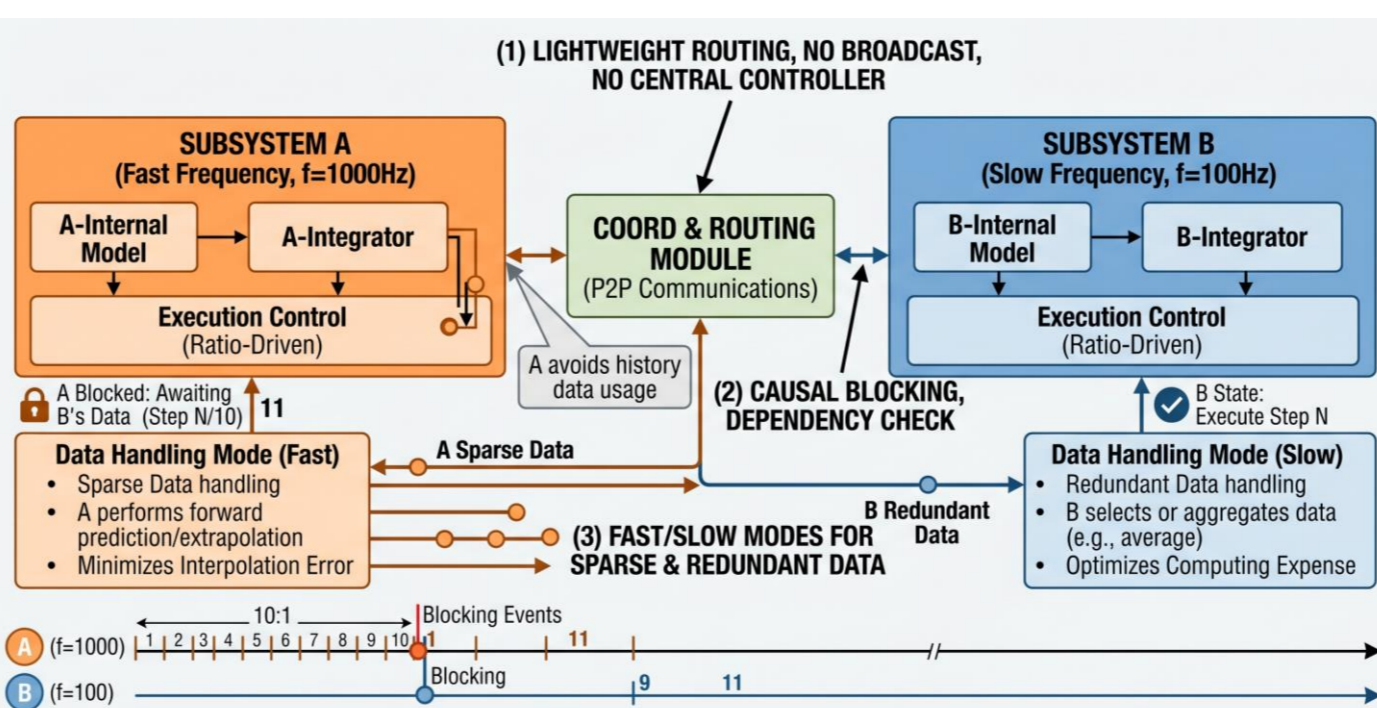 (1) LIGHTWEIGHT ROUTING, NO BROADCAST,
NO CENTRAL CONTROLLER
SUBSYSTEM A
(Fast Frequency, f=1000Hz)
A-Internal
Model
A-Integrator
Execution Control
(Ratio-Driven)
COORD & ROUTING
MODULE
(P2P Communications)
SUBSYSTEM B
(Slow Frequency, f=100Hz)
B-Internal
Model
B-Integrator
Execution Control
(Ratio-Driven)
A avoids history
data usage
(2) CAUSAL BLOCKING,
DEPENDENCY CHECK
A Blocked: Awaiting
B's Data (Step N/10)
11
B State:
Execute Step N
Data Handling Mode (Fast)
• Sparse Data handling
• A performs forward
prediction/extrapolation
• Minimizes Interpolation Error
A Sparse Data
B Redundant
Data
(3) FAST/SLOW MODES FOR
SPARSE & REDUNDANT DATA
Data Handling Mode (Slow)
• Redundant Data handling
• B selects or aggregates data
(e.g., average)
• Optimizes Computing Expense
10:1
Blocking Events
A (f=1000) 1 2 3 4 5 6 7 8 9 10 1 11
Blocking
B (f=100) 9 11